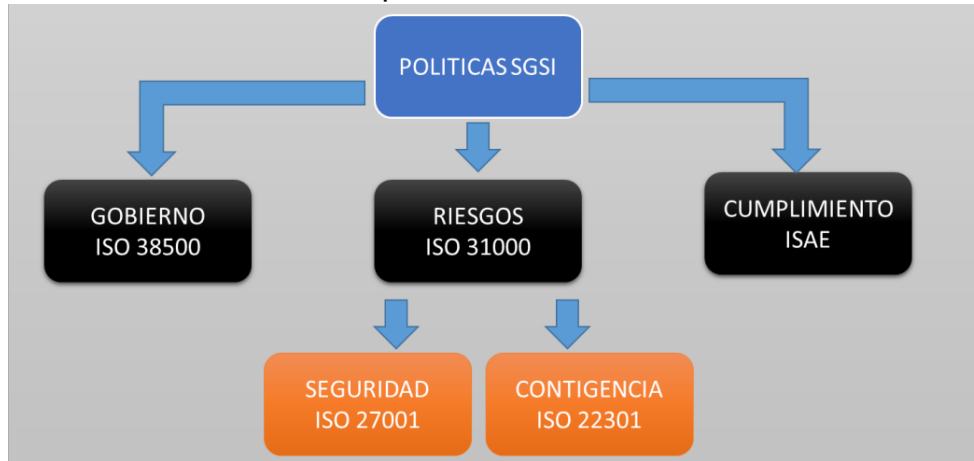 POLITICAS SGSI
GOBIERNO
ISO 38500
RIESGOS
ISO 31000
CUMPLIMIENTO
ISAE
SEGURIDAD
ISO 27001
CONTIGENCIA
ISO 22301